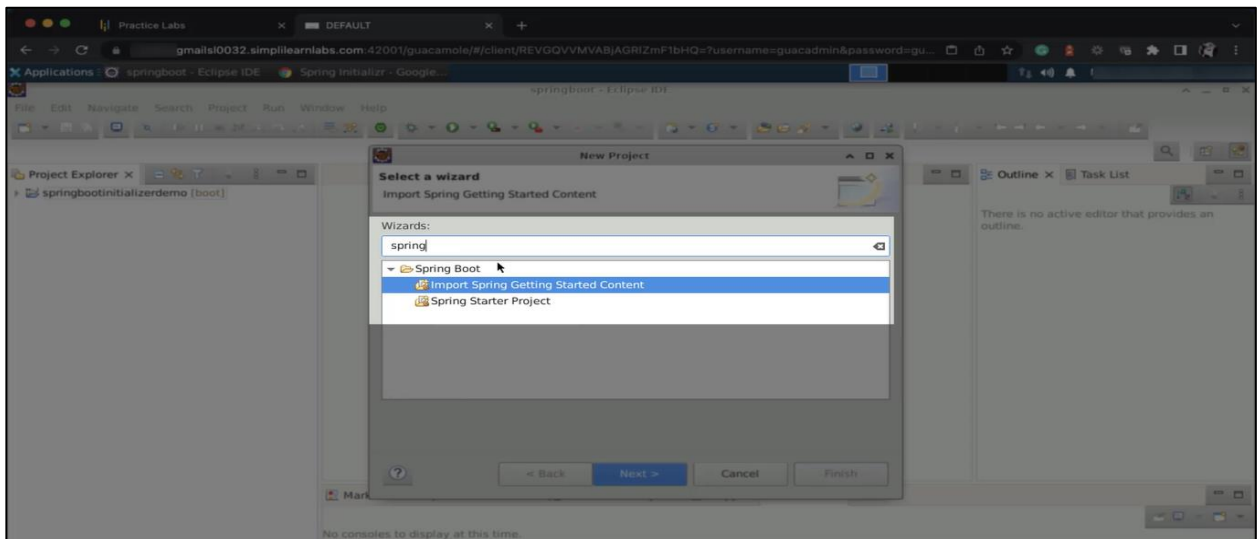 Practice Labs
DEFAULT
gmailsl0032.simplilearnlabs.com:42001/guacamole/#/client/REVGQVVMVABjAGRIZmF1bHQ=?username=guacadmin&password=gu...
Applications
springboot - Eclipse IDE
Spring Initializr - Google...
springboot - Eclipse IDE
File Edit Navigate Search Project Run Window Help
New Project
Project Explorer
springbootinitializerdemo [boot]
Select a wizard
Import Spring Getting Started Content
Wizards:
spring
Spring Boot
Import Spring Getting Started Content
Spring Starter Project
< Back
Next >
Cancel
Finish
Outline
Task List
There is no active editor that provides an
outline.
No consoles to display at this time.